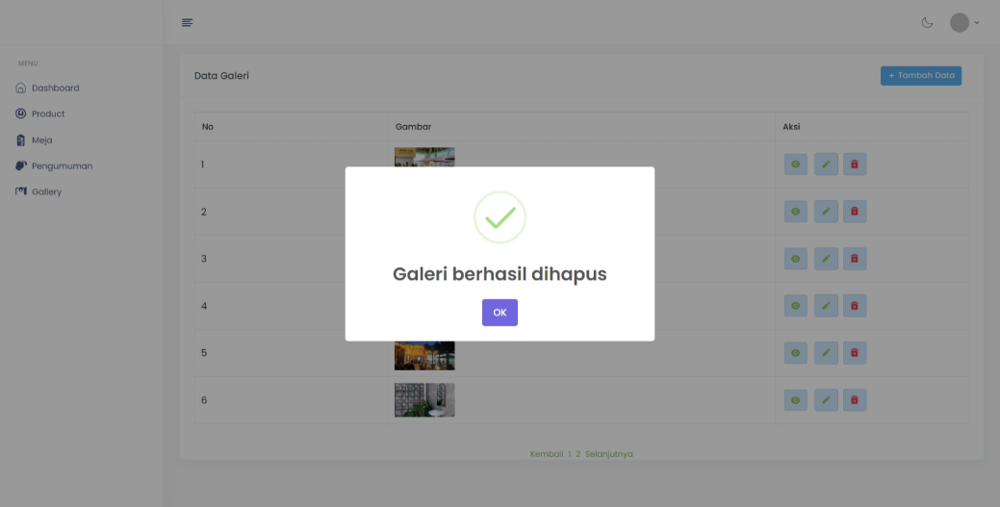 MENU
Dashboard
Product
Meja
Pengumuman
Gallery
Data Galeri
+ Tambah Data
No Gambar Aksi
1
2
3
4
5
6
Galeri berhasil dihapus
OK
Kembali 1 2 Selanjutnya